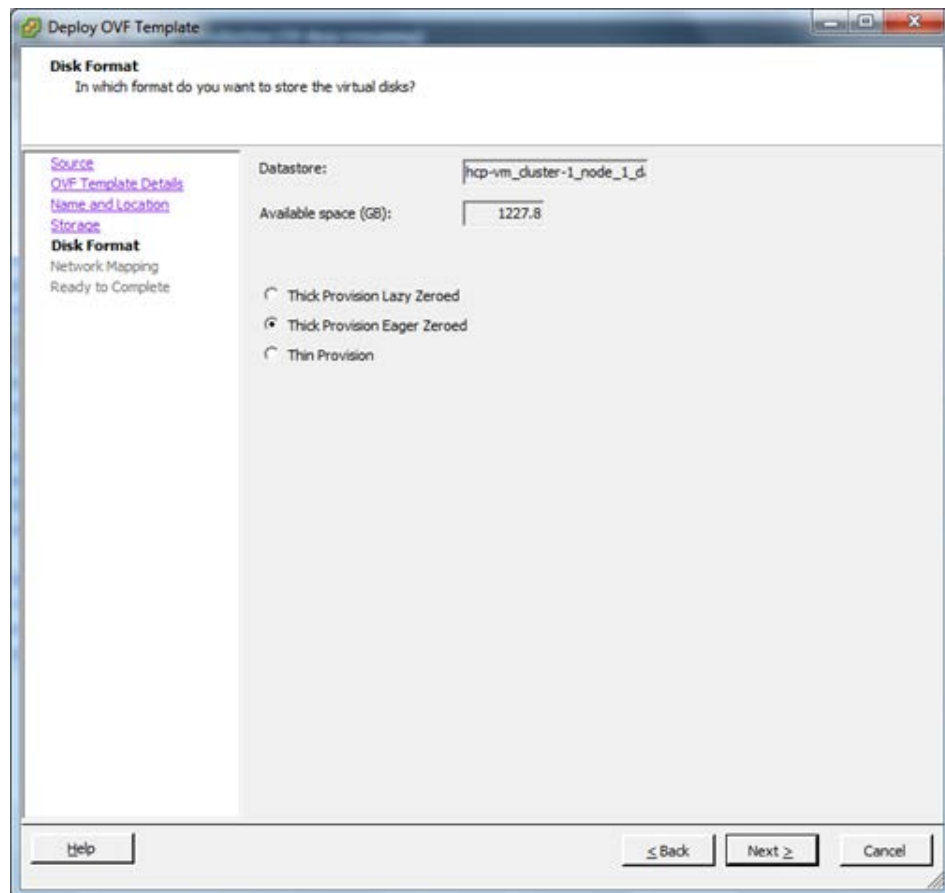 Deploy OVF Template
Disk Format
In which format do you want to store the virtual disks?
Source
OVF Template Details
Name and Location
Storage
Disk Format
Network Mapping
Ready to Complete
Datastore:
hcp-vm_cluster-1_node_1_d
Available space (GB):
1227.8
Thick Provision Lazy Zeroed
Thick Provision Eager Zeroed
Thin Provision
Help
< Back
Next >
Cancel